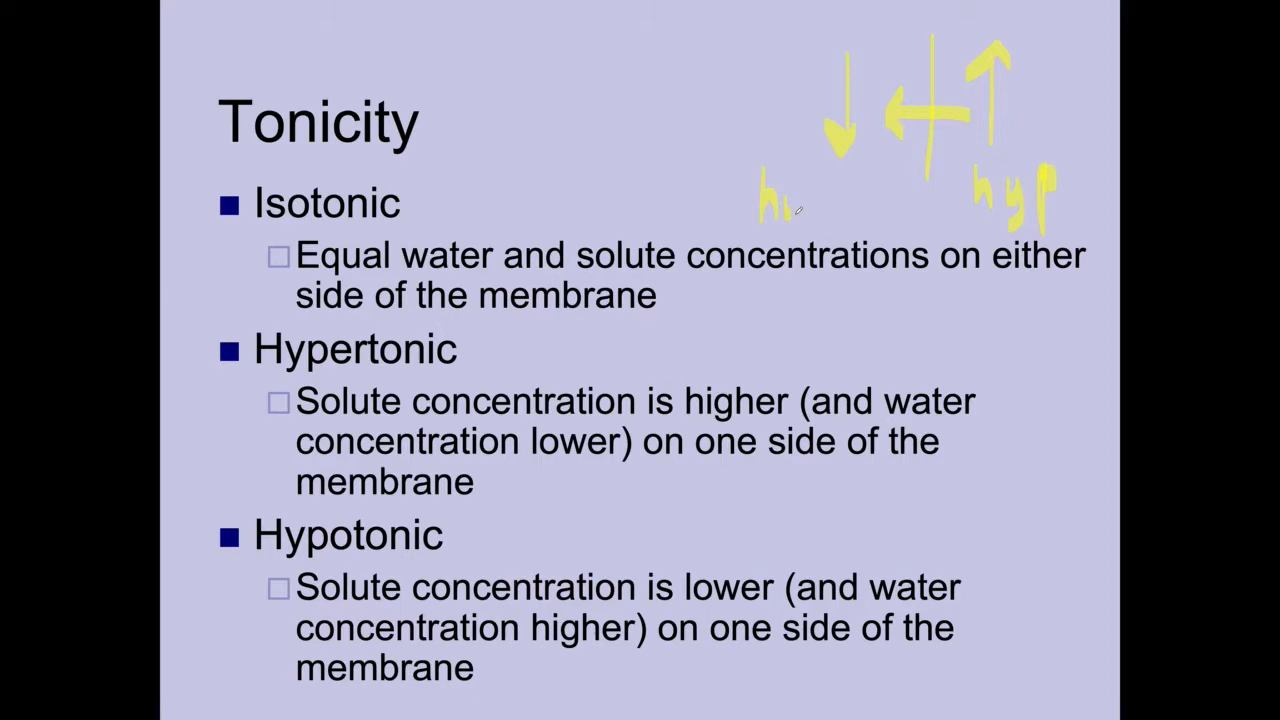 Tonicity
hyp
Isotonic
Equal water and solute concentrations on either
side of the membrane
Hypertonic
Solute concentration is higher (and water
concentration lower) on one side of the
membrane
Hypotonic
Solute concentration is lower (and water
concentration higher) on one side of the
membrane